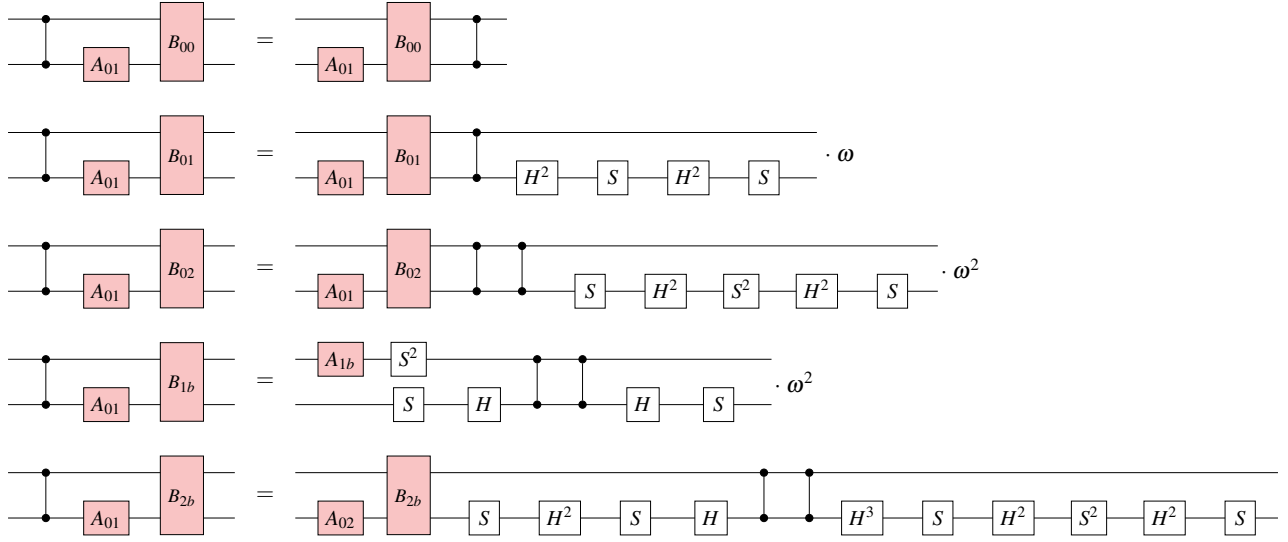 A₀₁ B₀₀ = A₀₁ B₀₀
A₀₁ B₀₁ = A₀₁ B₀₁ H² S H² S · ω
A₀₁ B₀₂ = A₀₁ B₀₂ S H² S² H² S · ω²
A₀₁ B₁b = A₁b S² S H H S · ω²
A₀₁ B₂b = A₀₂ B₂b S H² S H H³ S H² S² H² S